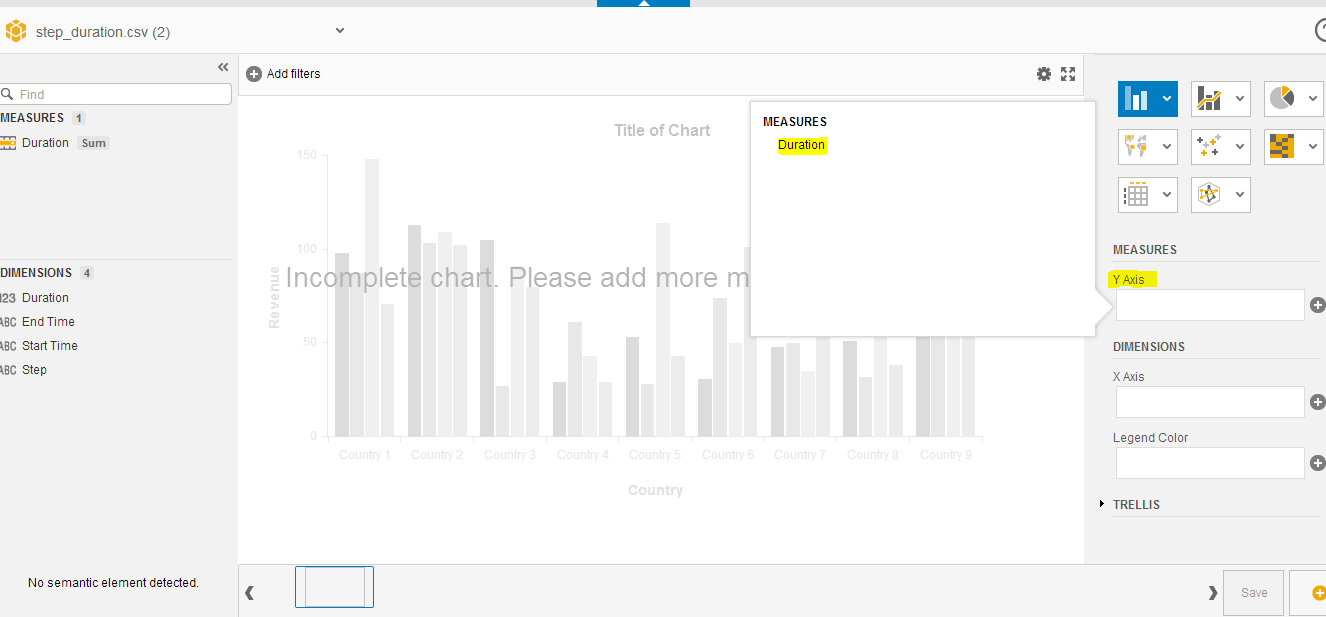 step_duration.csv (2)
Find
MEASURES 1
Duration Sum
DIMENSIONS 4
123 Duration
ABC End Time
ABC Start Time
ABC Step
No semantic element detected.
Add filters
Title of Chart
150
100
50
0
Revenue
Incomplete chart. Please add more m
Country 1 Country 2 Country 3 Country 4 Country 5 Country 6 Country 7 Country 8 Country 9
Country
MEASURES
Duration
MEASURES
Y Axis
DIMENSIONS
X Axis
Legend Color
TRELLIS
Save